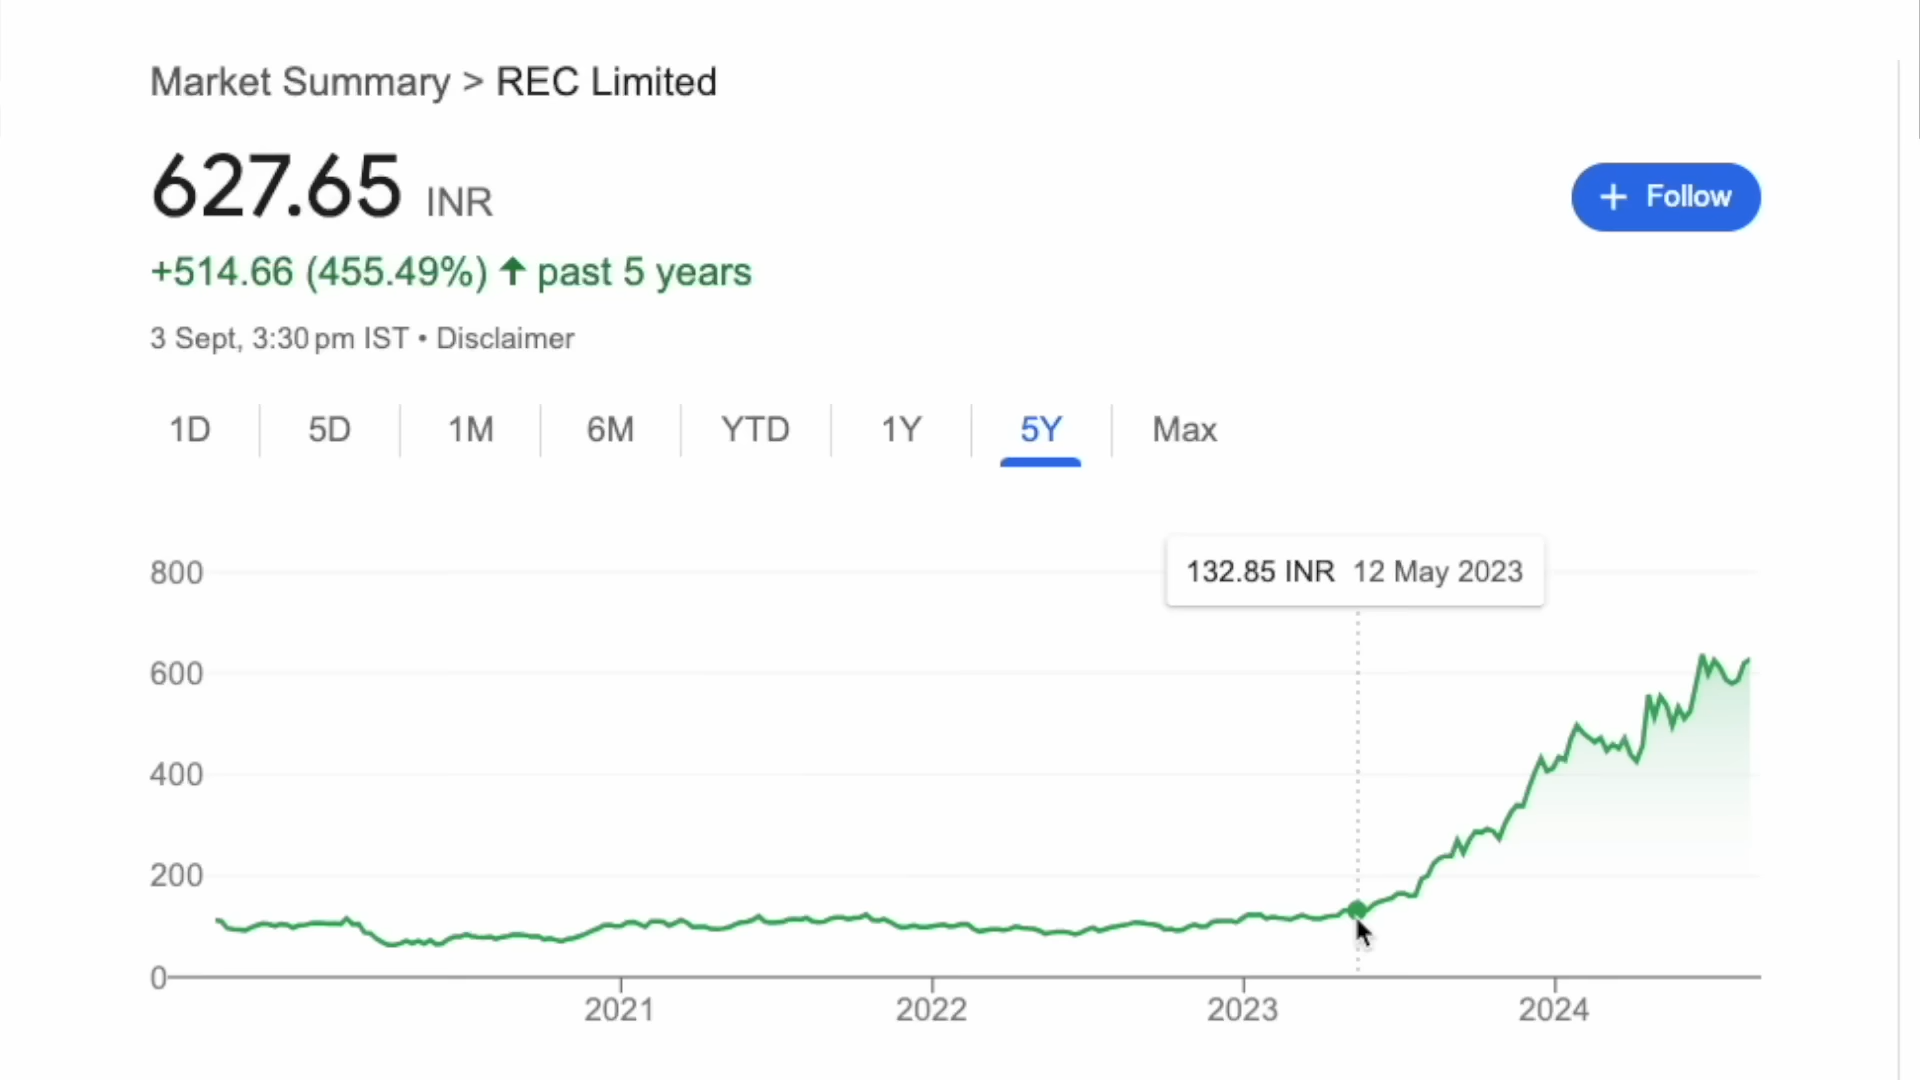 Market Summary > REC Limited
627.65 INR
+ Follow
+514.66 (455.49%) ↑ past 5 years
3 Sept, 3:30 pm IST • Disclaimer
1D 5D 1M 6M YTD 1Y 5Y Max
132.85 INR 12 May 2023
800
600
400
200
0
2021 2022 2023 2024